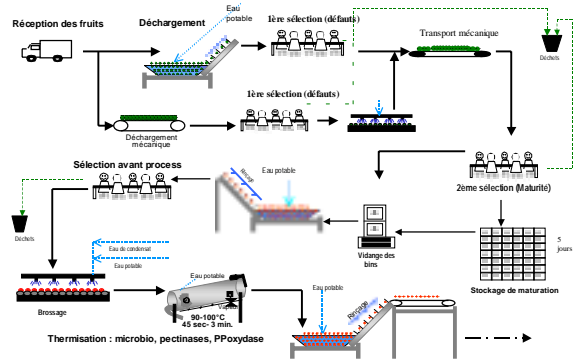 Réception des fruits
Déchargement
Eau
potable
1ère sélection (défauts)
Transport mécanique
Déchets
1ère sélection (défauts)
Déchargement
mécanique
2ème sélection (Maturité)
Sélection avant process
Rinçage
Eau potable
Vidange des
bins
5
jours
Stockage de maturation
Déchets
Eau de condensat
Eau potable
Brossage
Eau potable
Vapeur
90-100°C
45 sec- 3 min.
Eau potable
Rinçage
Thermisation : microbio, pectinases, PPoxydase